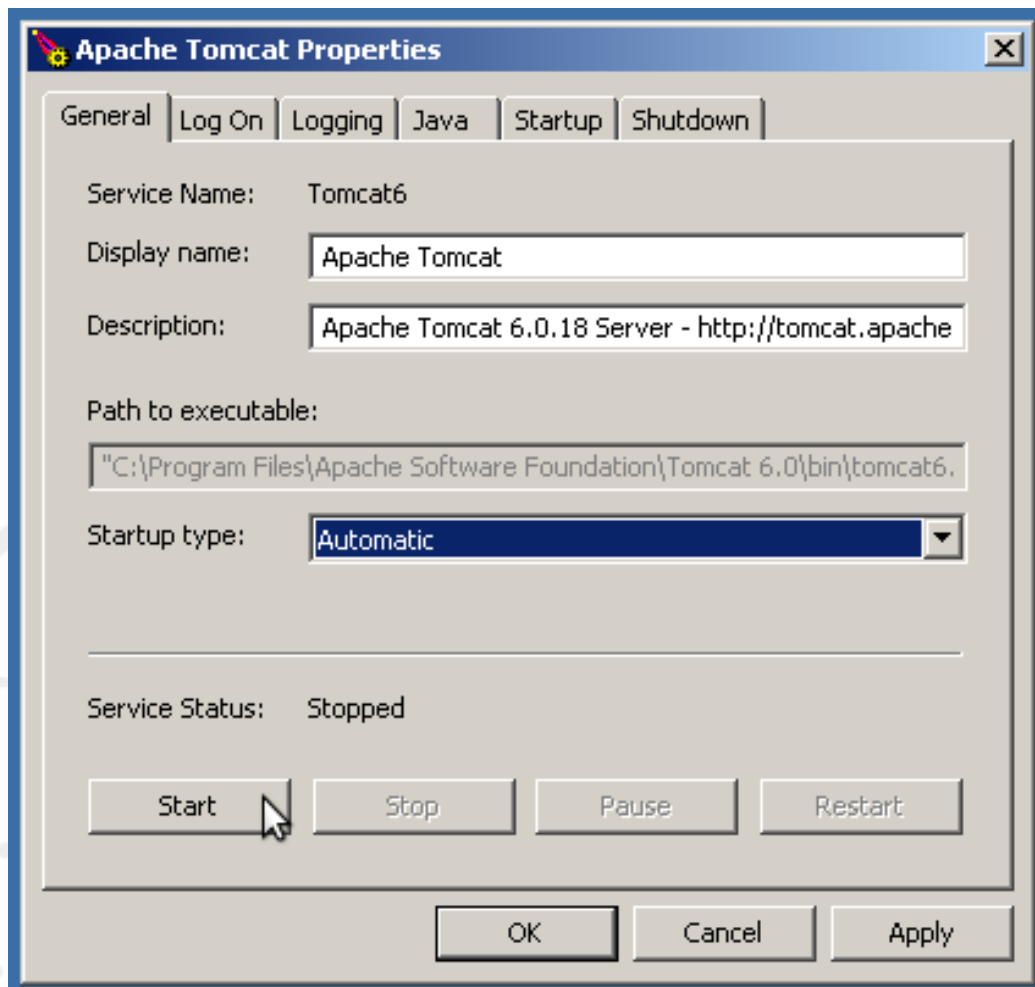 Apache Tomcat Properties
General Log On Logging Java Startup Shutdown
Service Name: Tomcat6
Display name: Apache Tomcat
Description: Apache Tomcat 6.0.18 Server - http://tomcat.apache
Path to executable:
"C:\Program Files\Apache Software Foundation\Tomcat 6.0\bin\tomcat6.
Startup type: Automatic
Service Status: Stopped
Start Stop Pause Restart
OK Cancel Apply